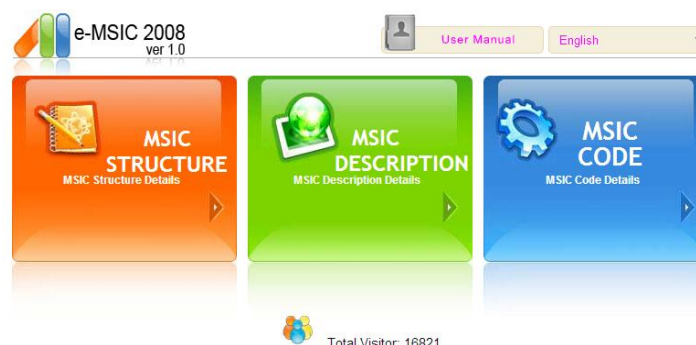 e-MSIC 2008
ver 1.0
User Manual
English
MSIC
STRUCTURE
MSIC Structure Details
MSIC
DESCRIPTION
MSIC Description Details
MSIC
CODE
MSIC Code Details
Total Visitor: 16821